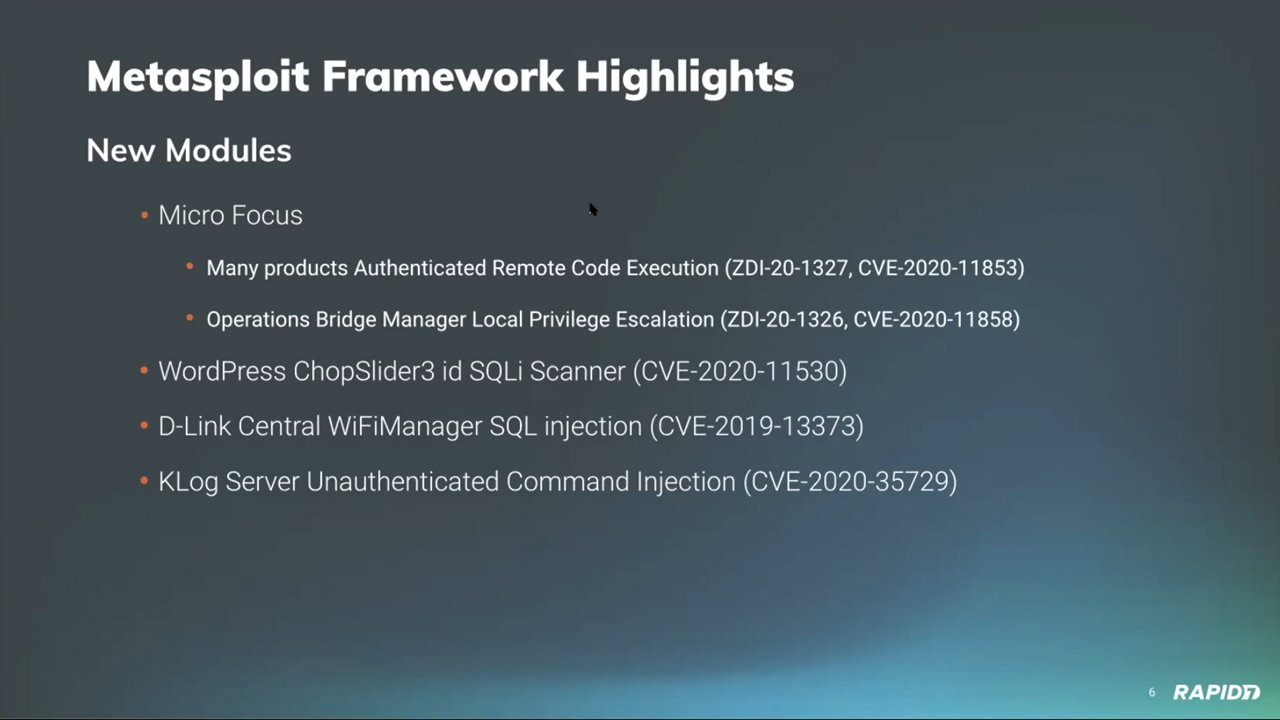 Metasploit Framework Highlights
New Modules
• Micro Focus
• Many products Authenticated Remote Code Execution (ZDI-20-1327, CVE-2020-11853)
• Operations Bridge Manager Local Privilege Escalation (ZDI-20-1326, CVE-2020-11858)
• WordPress ChopSlider3 id SQLi Scanner (CVE-2020-11530)
• D-Link Central WiFiManager SQL injection (CVE-2019-13373)
• KLog Server Unauthenticated Command Injection (CVE-2020-35729)
6 RAPID7